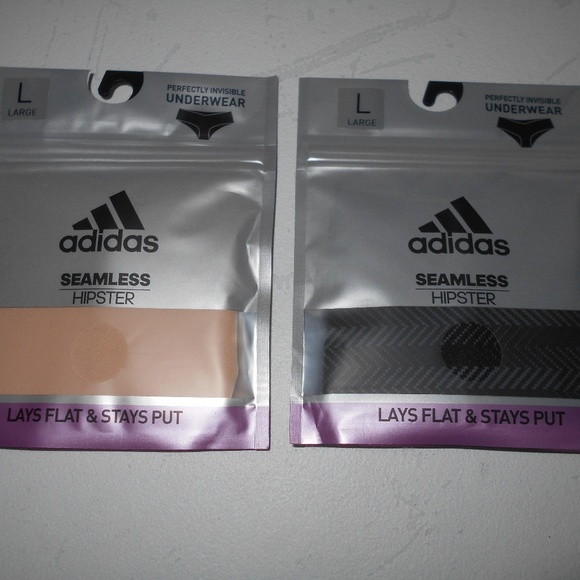 L
LARGE
PERFECTLY INVISIBLE
UNDERWEAR
adidas
SEAMLESS
HIPSTER
LAYS FLAT & STAYS PUT
L
LARGE
PERFECTLY INVISIBLE
UNDERWEAR
adidas
SEAMLESS
HIPSTER
LAYS FLAT & STAYS PUT